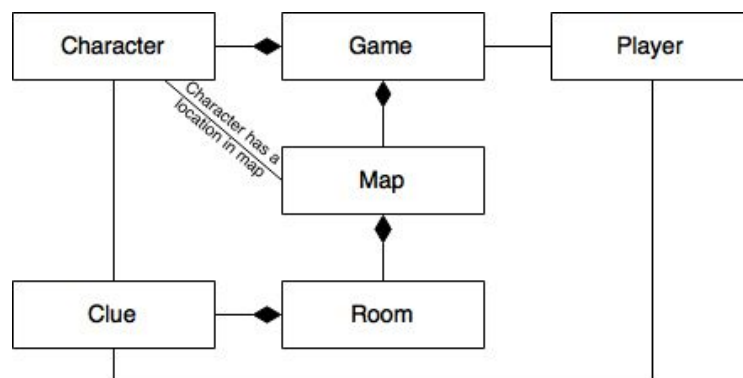 Character
Game
Player
Character has a
location in map
Map
Clue
Room